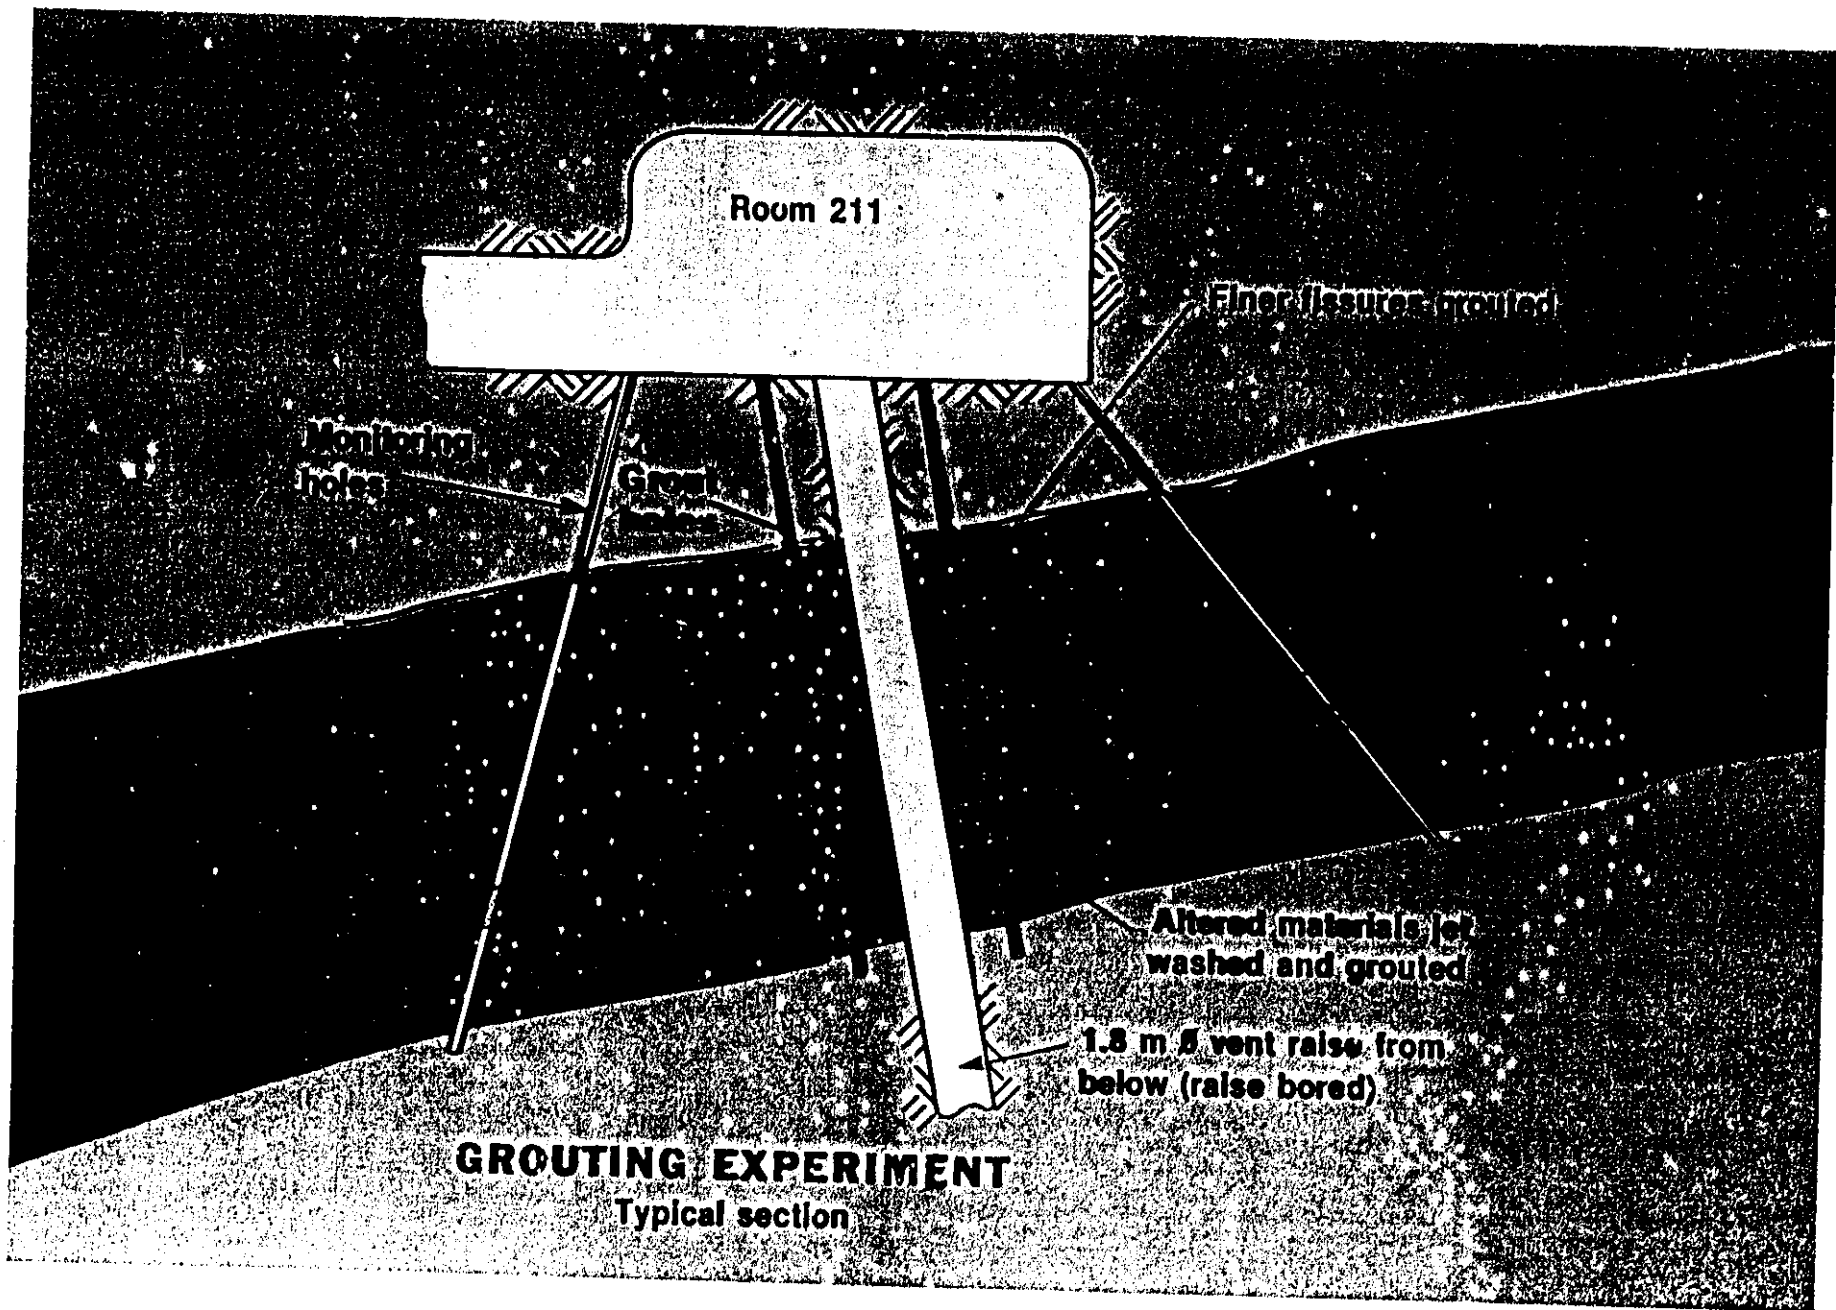 Room 211
Finer fissures grouted
Monitoring
holes
Grout
holes
Altered materials jet
washed and grouted
1.8 m Ø vent raise from
below (raise bored)
GROUTING EXPERIMENT
Typical section